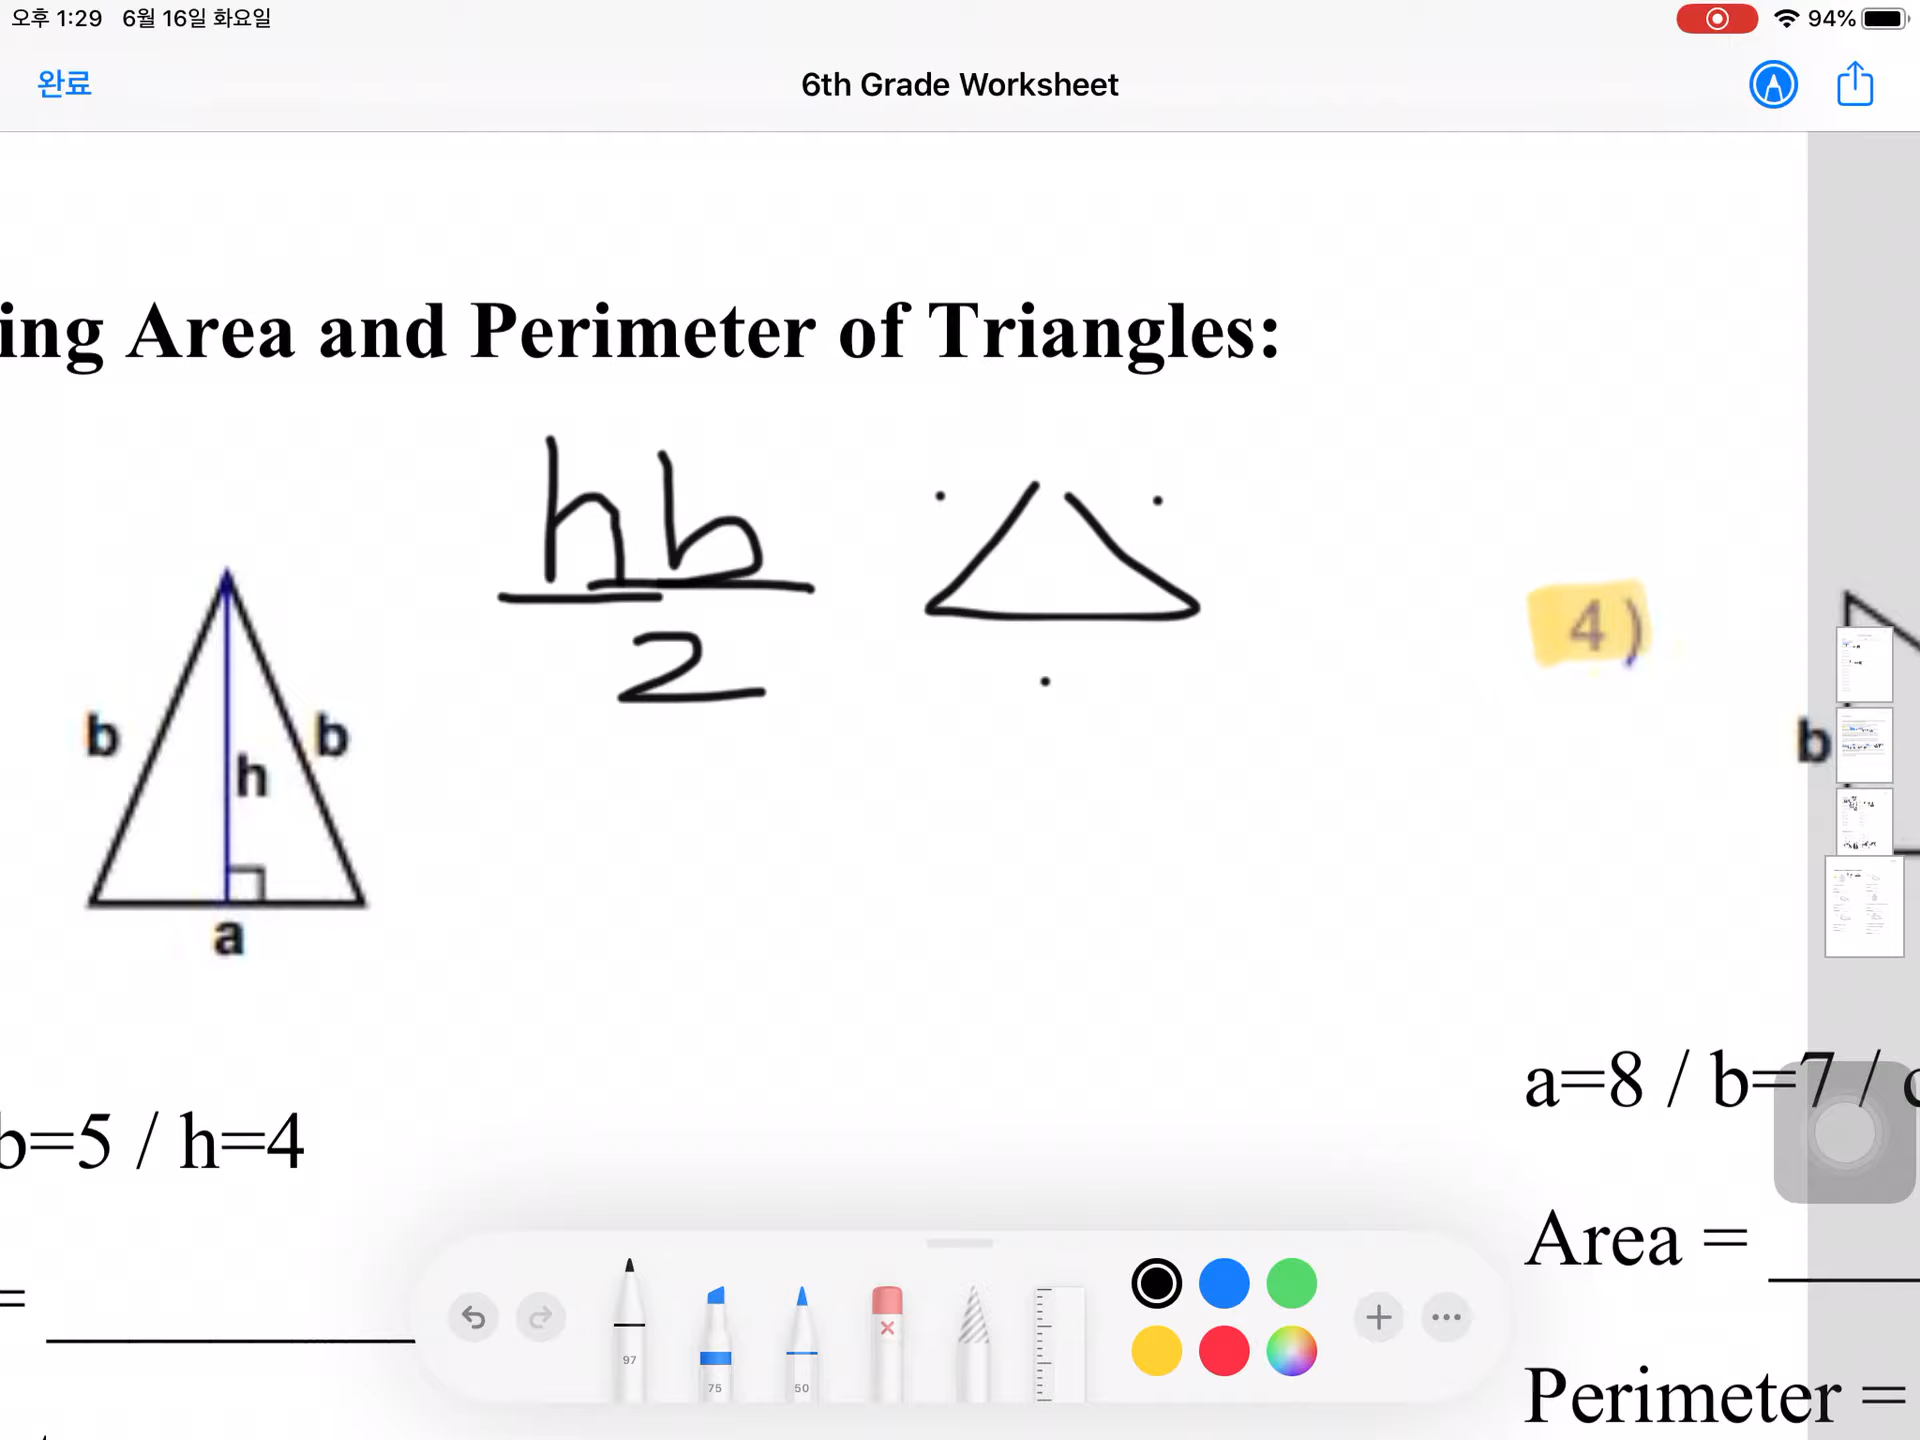 오후 1:29 6월 16일 화요일
94%
완료
6th Grade Worksheet
ing Area and Perimeter of Triangles:
hb
2
4)
b
b
h
b
a
a=8 / b=7 /
b=5 / h=4
Area =
=
Perimeter =
97
75
50